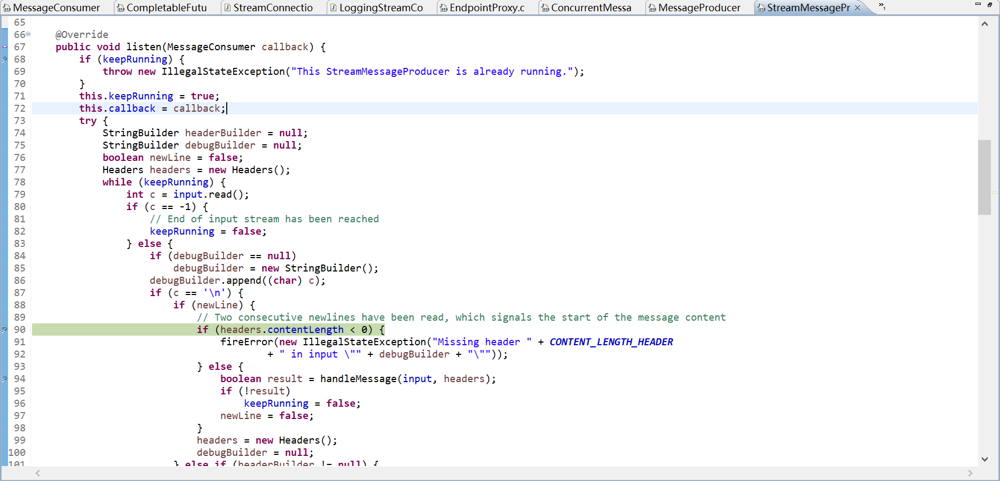 MessageConsumer CompletableFutu StreamConnectio LoggingStreamCo EndpointProxy.c ConcurrentMessa MessageProducer StreamMessagePr »1
65
66 @Override
67 public void listen(MessageConsumer callback) {
68 if (keepRunning) {
69 throw new IllegalStateException("This StreamMessageProducer is already running.");
70 }
71 this.keepRunning = true;
72 this.callback = callback;
73 try {
74 StringBuilder headerBuilder = null;
75 StringBuilder debugBuilder = null;
76 boolean newLine = false;
77 Headers headers = new Headers();
78 while (keepRunning) {
79 int c = input.read();
80 if (c == -1) {
81 // End of input stream has been reached
82 keepRunning = false;
83 } else {
84 if (debugBuilder == null)
85 debugBuilder = new StringBuilder();
86 debugBuilder.append((char) c);
87 if (c == '\n') {
88 if (newLine) {
89 // Two consecutive newlines have been read, which signals the start of the message content
90 if (headers.contentLength < 0) {
91 fireError(new IllegalStateException("Missing header " + CONTENT_LENGTH_HEADER
92 + " in input \"" + debugBuilder + "\""));
93 } else {
94 boolean result = handleMessage(input, headers);
95 if (!result)
96 keepRunning = false;
97 newLine = false;
98 }
99 headers = new Headers();
100 debugBuilder = null;
101 } else if (headerBuilder != null) {